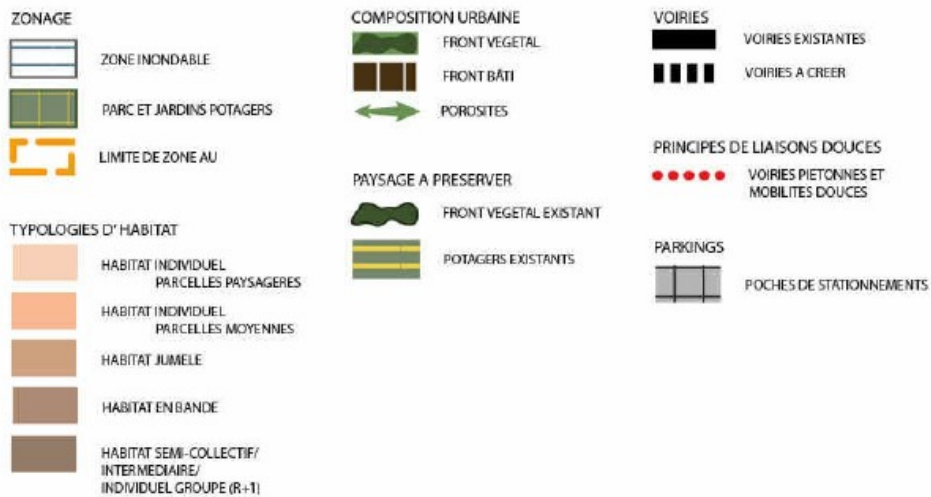 ZONAGE
ZONE INONDABLE
PARC ET JARDINS POTAGERS
LIMITE DE ZONE AU
TYPOLOGIES D' HABITAT
HABITAT INDIVIDUEL
PARCELLES PAYSAGERES
HABITAT INDIVIDUEL
PARCELLES MOYENNES
HABITAT JUMELE
HABITAT EN BANDE
HABITAT SEMI-COLLECTIF/
INTERMEDIAIRE/
INDIVIDUEL GROUPE (R+1)
COMPOSITION URBAINE
FRONT VEGETAL
FRONT BÂTI
POROSITES
PAYSAGE A PRESERVER
FRONT VEGETAL EXISTANT
POTAGERS EXISTANTS
VOIRIES
VOIRIES EXISTANTES
VOIRIES A CREER
PRINCIPES DE LIAISONS DOUCES
VOIRIES PIETONNES ET
MOBILITES DOUCES
PARKINGS
POCHES DE STATIONNEMENTS